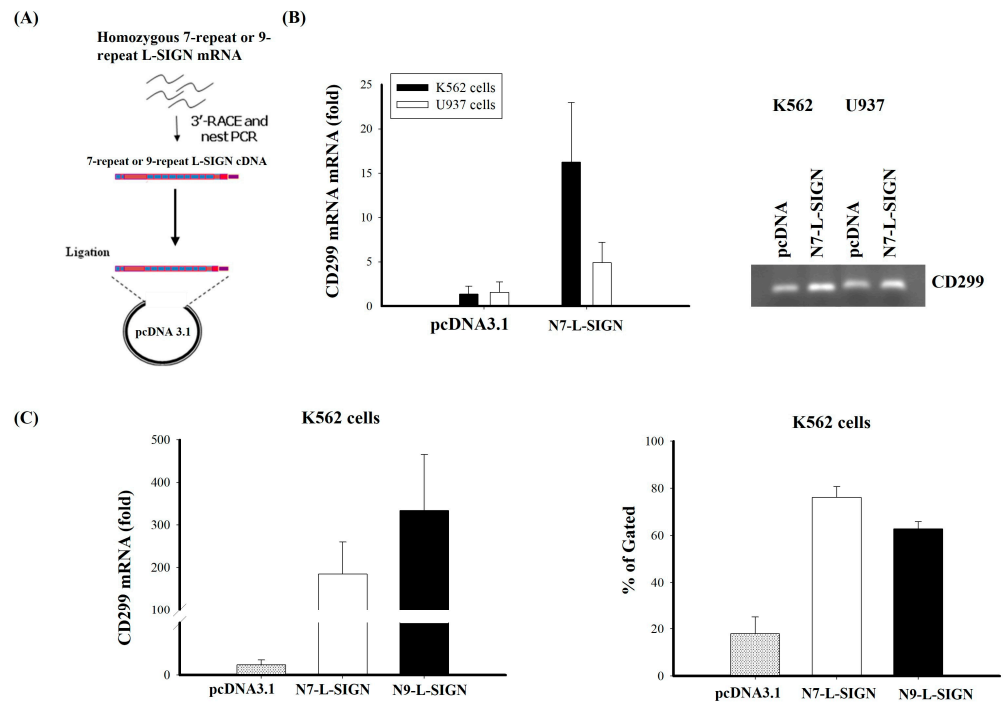 (A)
Homozygous 7-repeat or 9-
repeat L-SIGN mRNA
3′-RACE and
nest PCR
7-repeat or 9-repeat L-SIGN cDNA
Ligation
pcDNA 3.1
(B)
CD299 mRNA mRNA (fold)
25
20
15
10
5
0
K562 cells
U937 cells
pcDNA3.1
N7-L-SIGN
K562
U937
pcDNA
N7-L-SIGN
pcDNA
N7-L-SIGN
CD299
(C)
K562 cells
CD299 mRNA (fold)
500
400
300
200
100
0
pcDNA3.1
N7-L-SIGN
N9-L-SIGN
K562 cells
% of Gated
100
80
60
40
20
0
pcDNA3.1
N7-L-SIGN
N9-L-SIGN